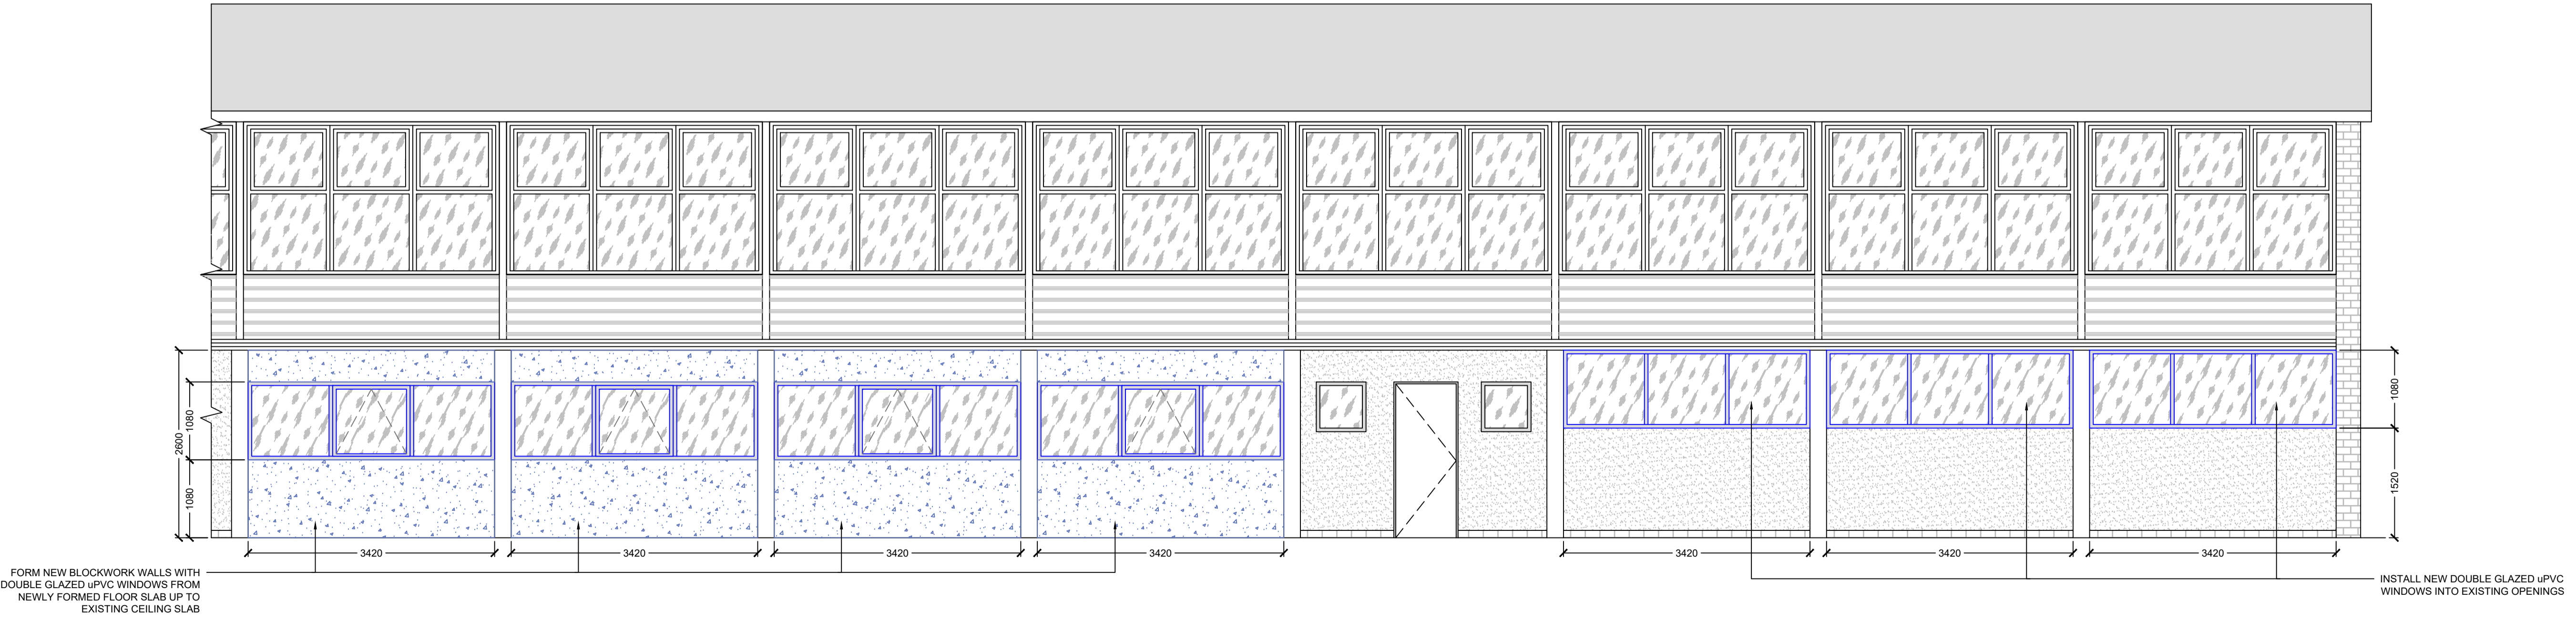 2600
1080
1080
1080
1520
3420
3420
3420
3420
3420
3420
3420
FORM NEW BLOCKWORK WALLS WITH
DOUBLE GLAZED uPVC WINDOWS FROM
NEWLY FORMED FLOOR SLAB UP TO
EXISTING CEILING SLAB
INSTALL NEW DOUBLE GLAZED uPVC
WINDOWS INTO EXISTING OPENINGS